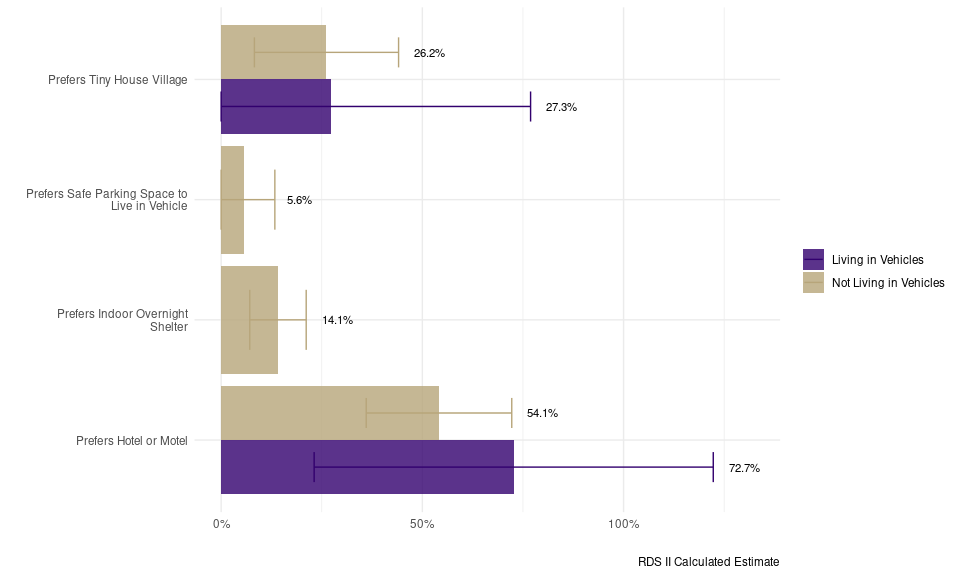 26.2%
Prefers Tiny House Village
27.3%
Prefers Safe Parking Space to
Live in Vehicle
5.6%
Living in Vehicles
Not Living in Vehicles
Prefers Indoor Overnight
Shelter
14.1%
54.1%
Prefers Hotel or Motel
72.7%
0%
50%
100%
RDS II Calculated Estimate